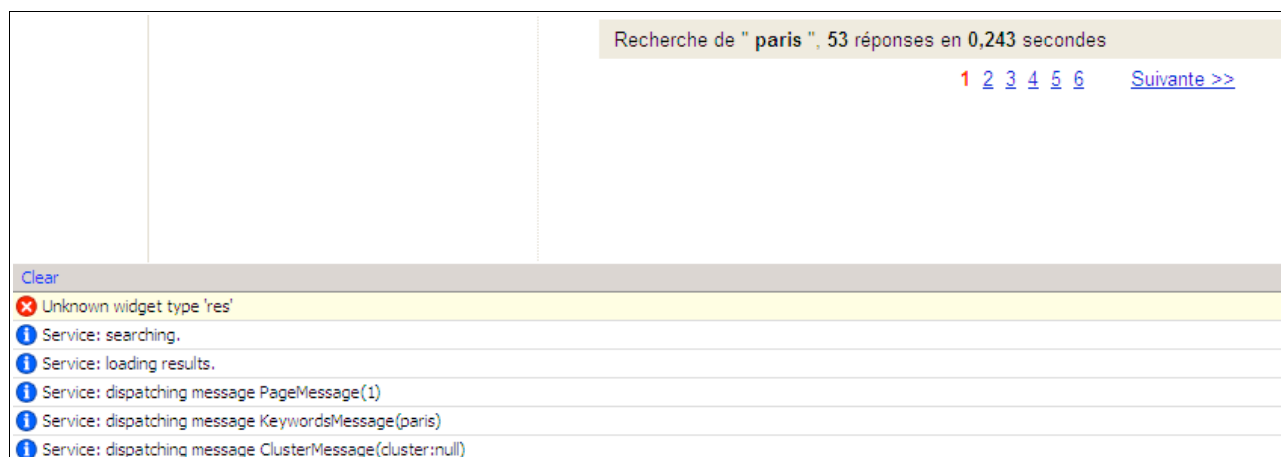 Recherche de " paris ", 53 réponses en 0,243 secondes
1 2 3 4 5 6 Suivante >>
Clear
Unknown widget type 'res'
Service: searching.
Service: loading results.
Service: dispatching message PageMessage(1)
Service: dispatching message KeywordsMessage(paris)
Service: dispatching message ClusterMessage(cluster:null)